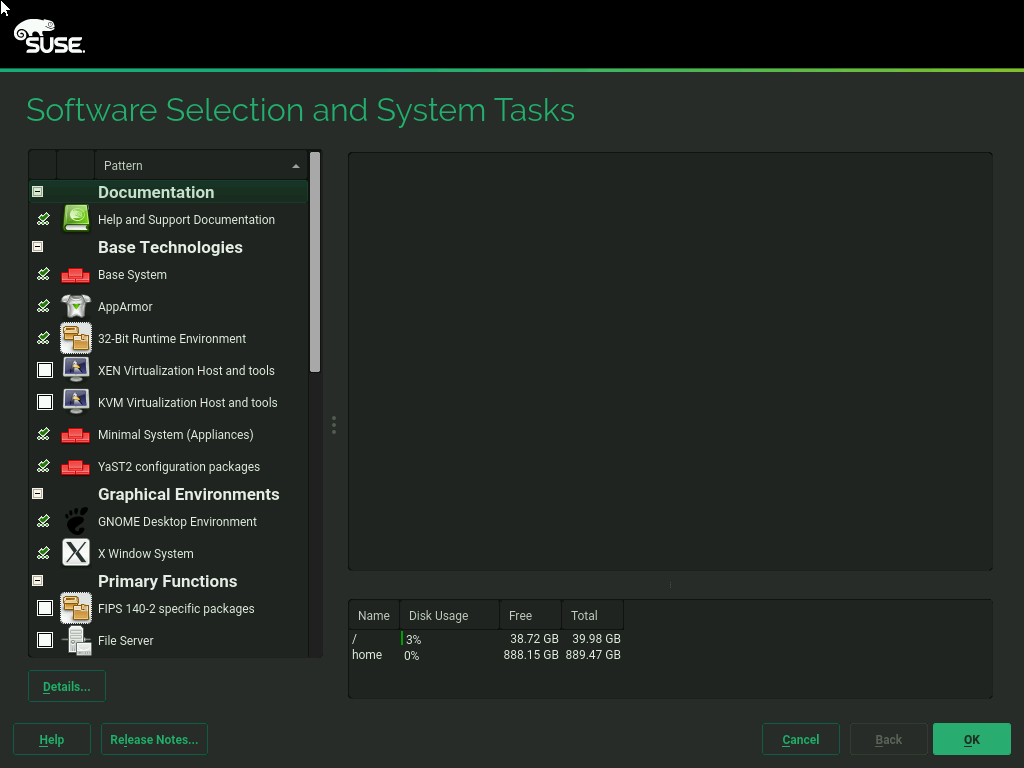 SUSE.
Software Selection and System Tasks
Pattern
Documentation
Help and Support Documentation
Base Technologies
Base System
AppArmor
32-Bit Runtime Environment
XEN Virtualization Host and tools
KVM Virtualization Host and tools
Minimal System (Appliances)
YaST2 configuration packages
Graphical Environments
GNOME Desktop Environment
X Window System
Primary Functions
FIPS 140-2 specific packages
File Server
Name Disk Usage Free Total
/ 3% 38.72 GB 39.98 GB
home 0% 888.15 GB 889.47 GB
Details...
Help Release Notes... Cancel Back OK